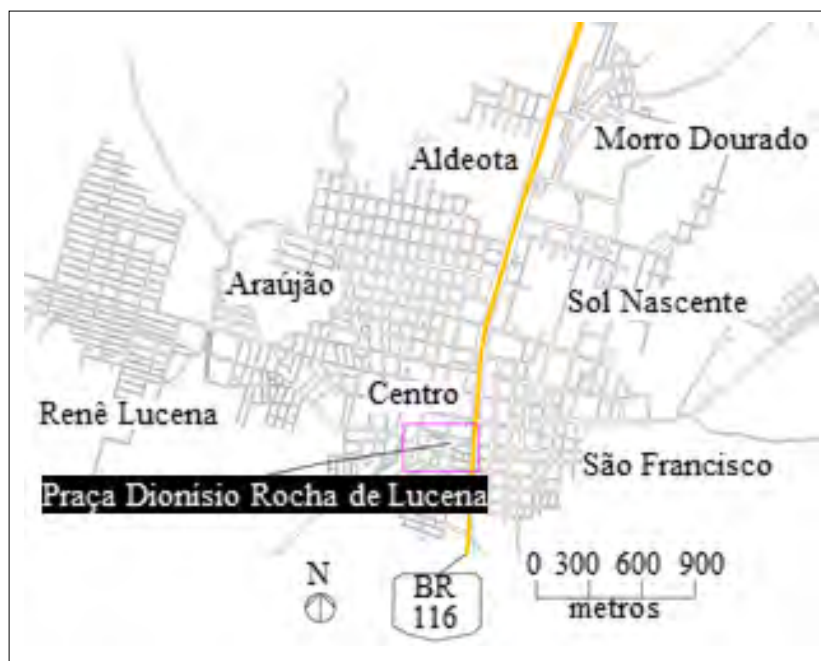 Morro Dourado
Aldeota
Araújão
Sol Nascente
Centro
Renê Lucena
São Francisco
Praça Dionísio Rocha de Lucena
N
BR
116
0 300 600 900
metros